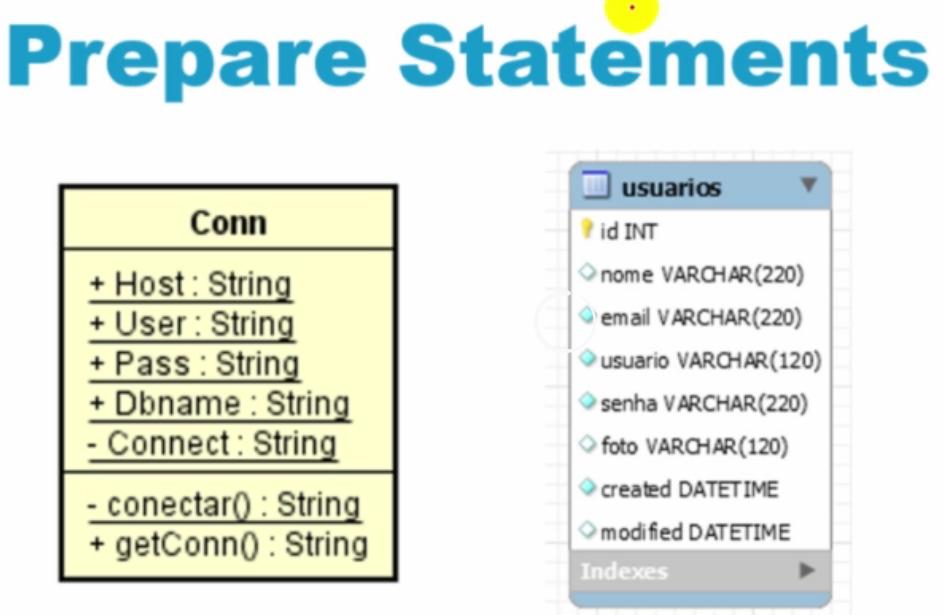 Prepare Statements
Conn
+ Host : String
+ User : String
+ Pass : String
+ Dbname : String
- Connect : String
- conectar() : String
+ getConn() : String
usuarios
id INT
nome VARCHAR(220)
email VARCHAR(220)
usuario VARCHAR(120)
senha VARCHAR(220)
foto VARCHAR(120)
created DATETIME
modified DATETIME
Indexes